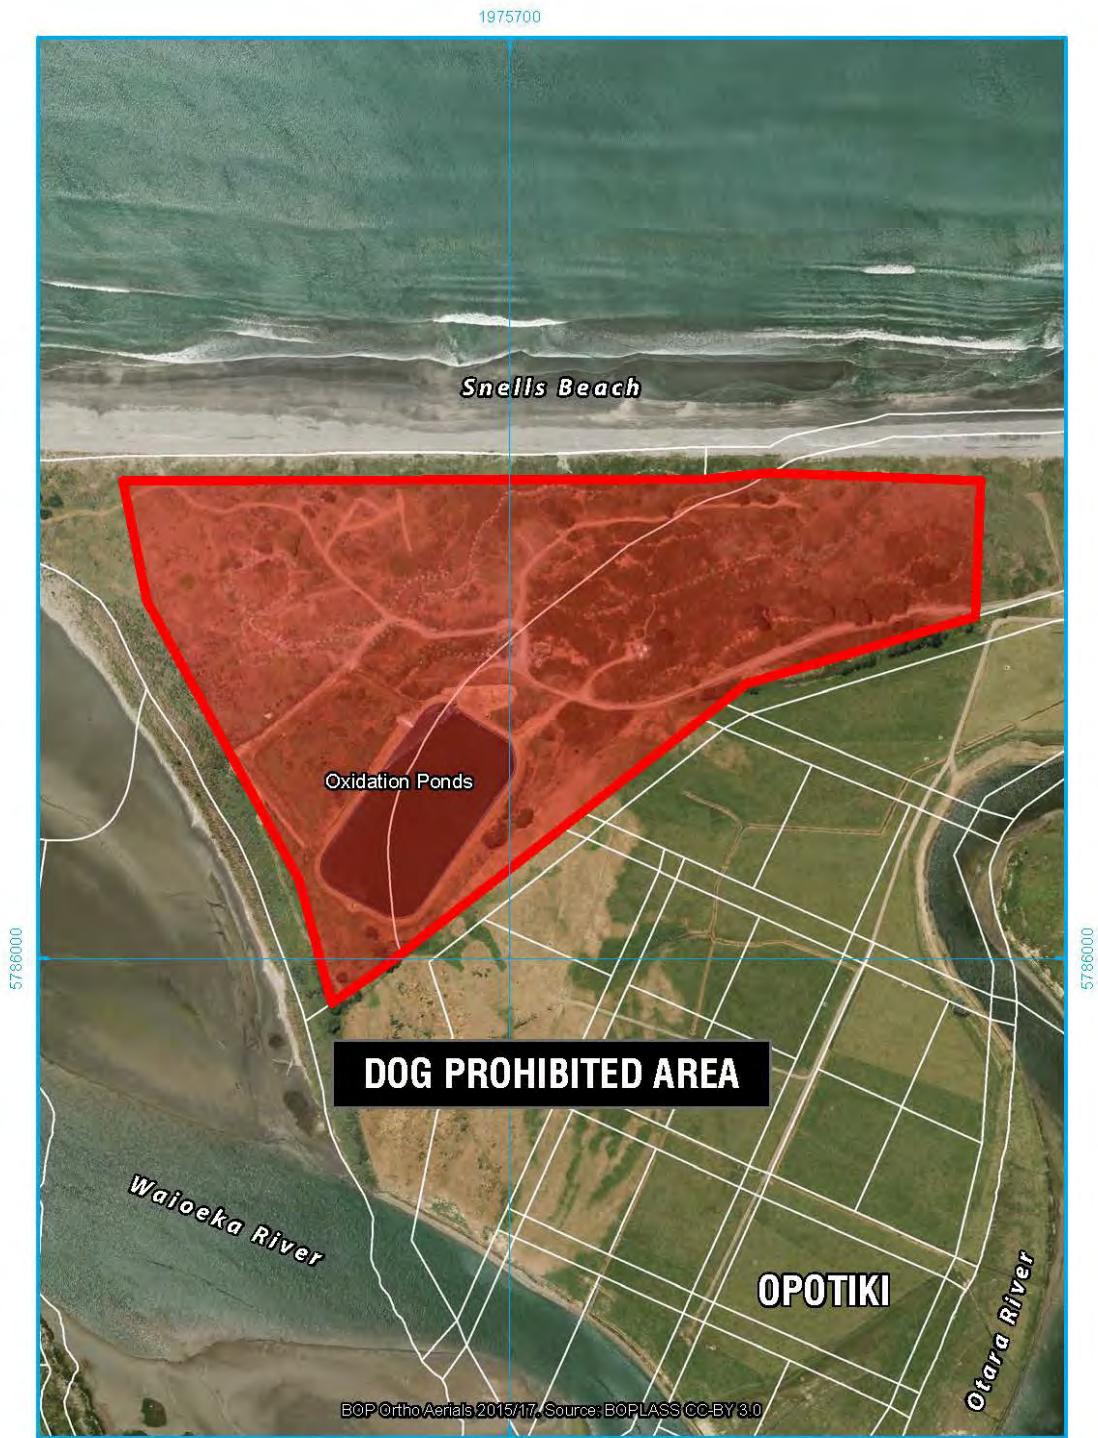 1975700
Snells Beach
Oxidation Ponds
5786000
5786000
DOG PROHIBITED AREA
Waioeka River
OPOTIKI
Otara River
BOP Ortho Aerials 2015/17. Source: BOPLASS CC-BY 3.0